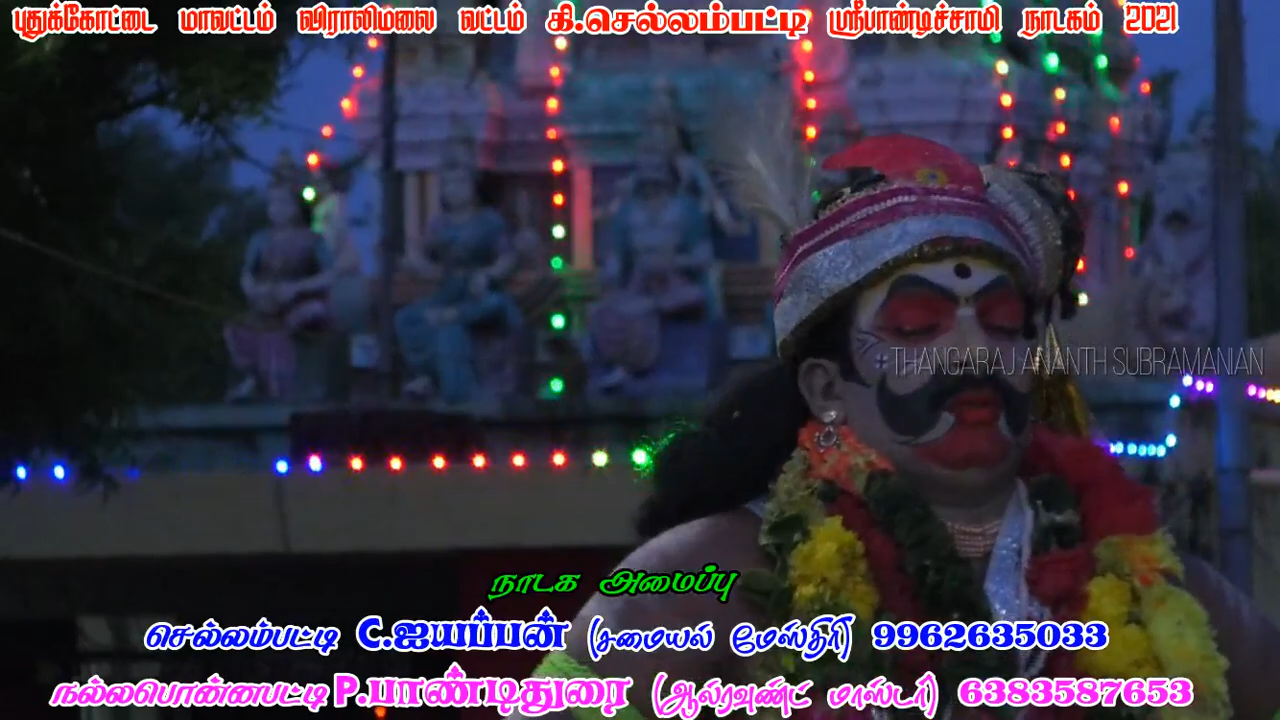 புதுக்கோட்டை மாவட்டம் விராலிமலை வட்டம் கி.செல்லம்பட்டி ஸ்ரீபாண்டிச்சாமி நாடகம் 2021
THANGARAJ ANANTH SUBRAMANIAN
நாடக அமைப்பு
செல்லம்பட்டி C.ஐயப்பன் (சமையல் மேஸ்திரி) 9962635033
நல்லபொன்னபட்டி P.பாண்டிதுரை (ஆல்ரவுண்ட் மாஸ்டர்) 6383587653